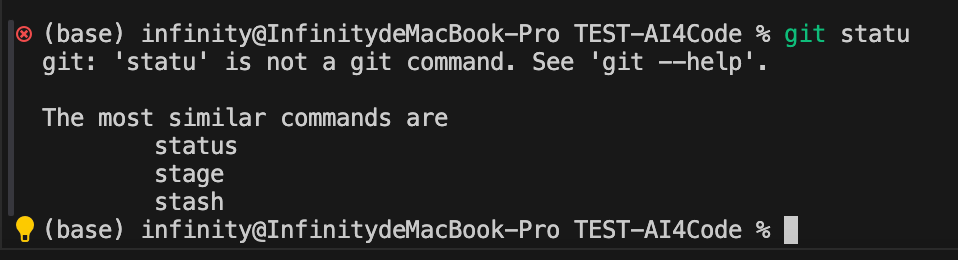 (base) infinity@InfinitydeMacBook-Pro TEST-AI4Code % git statu
git: 'statu' is not a git command. See 'git --help'.
The most similar commands are
status
stage
stash
(base) infinity@InfinitydeMacBook-Pro TEST-AI4Code %